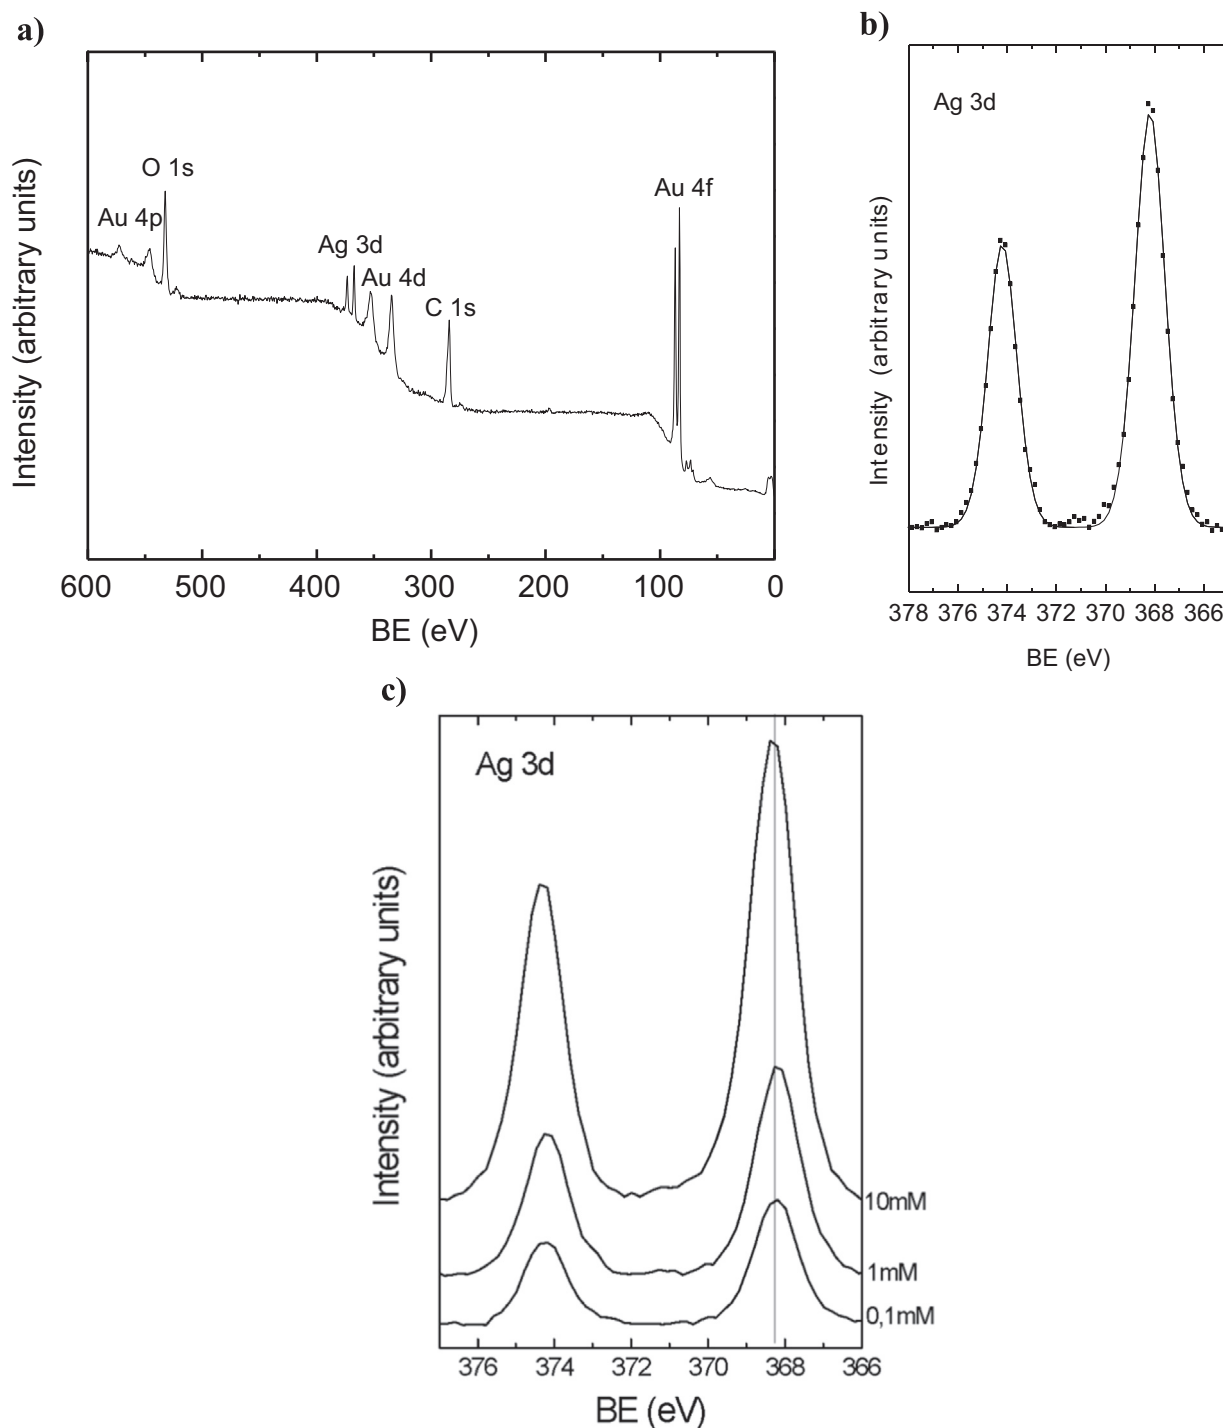 a)
O 1s
Au 4p
Ag 3d
Au 4d
C 1s
Au 4f
Intensity (arbitrary units)
600 500 400 300 200 100 0
BE (eV)
b)
Ag 3d
Intensity (arbitrary units)
378 376 374 372 370 368 366
BE (eV)
c)
Ag 3d
Intensity (arbitrary units)
10mM
1mM
0,1mM
376 374 372 370 368 366
BE (eV)